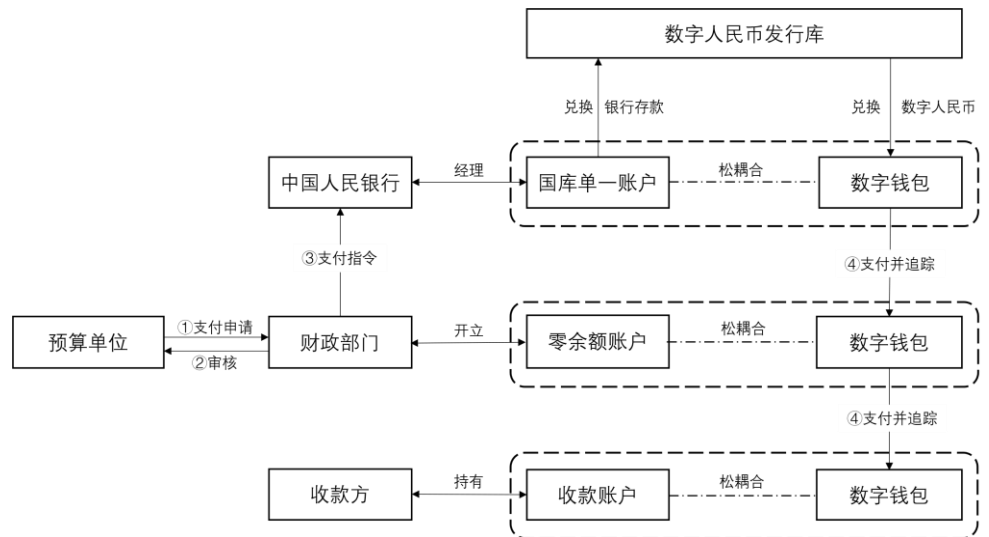 数字人民币发行库
兑换 银行存款
兑换 数字人民币
中国人民银行
经理
国库单一账户
松耦合
数字钱包
③支付指令
④支付并追踪
预算单位
①支付申请
②审核
财政部门
开立
零余额账户
松耦合
数字钱包
④支付并追踪
收款方
持有
收款账户
松耦合
数字钱包